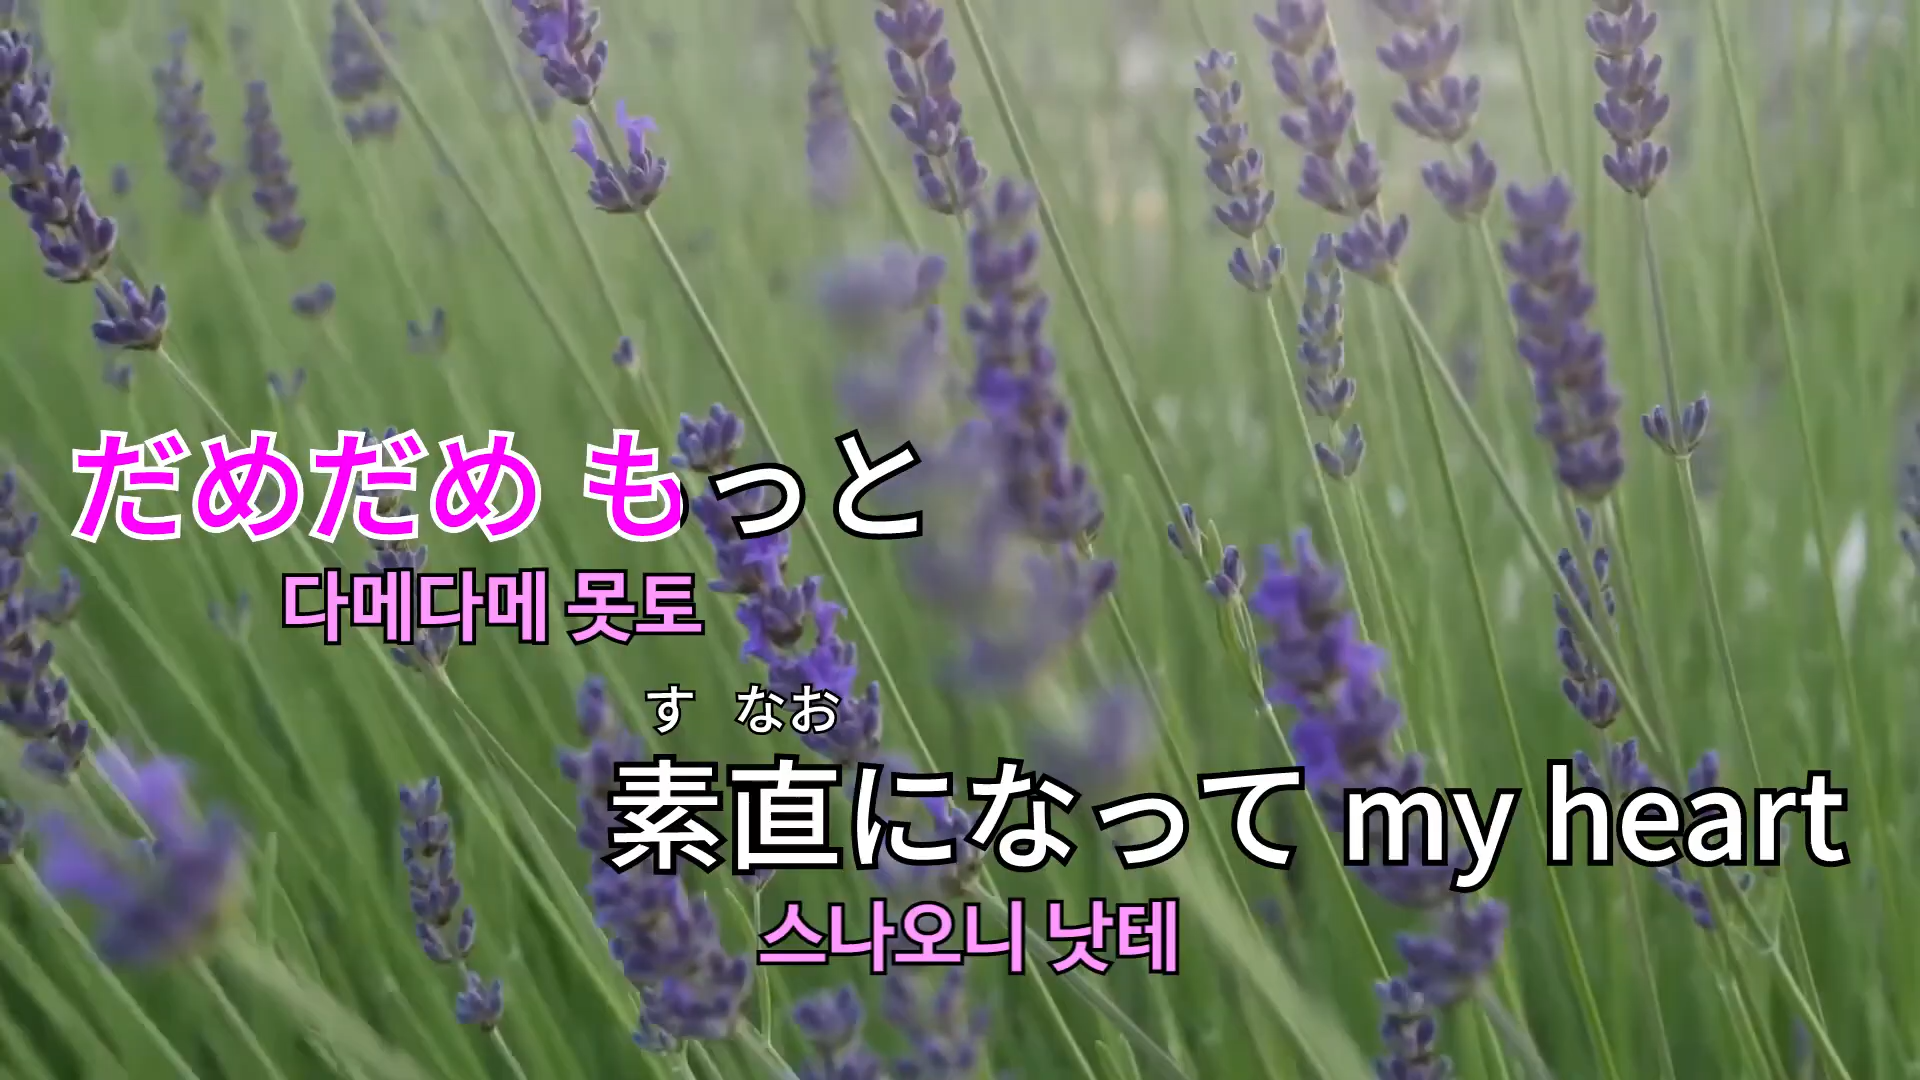 だめだめ もっと
다메다메 못토
す なお
素直になって my heart
스나오니 낫테